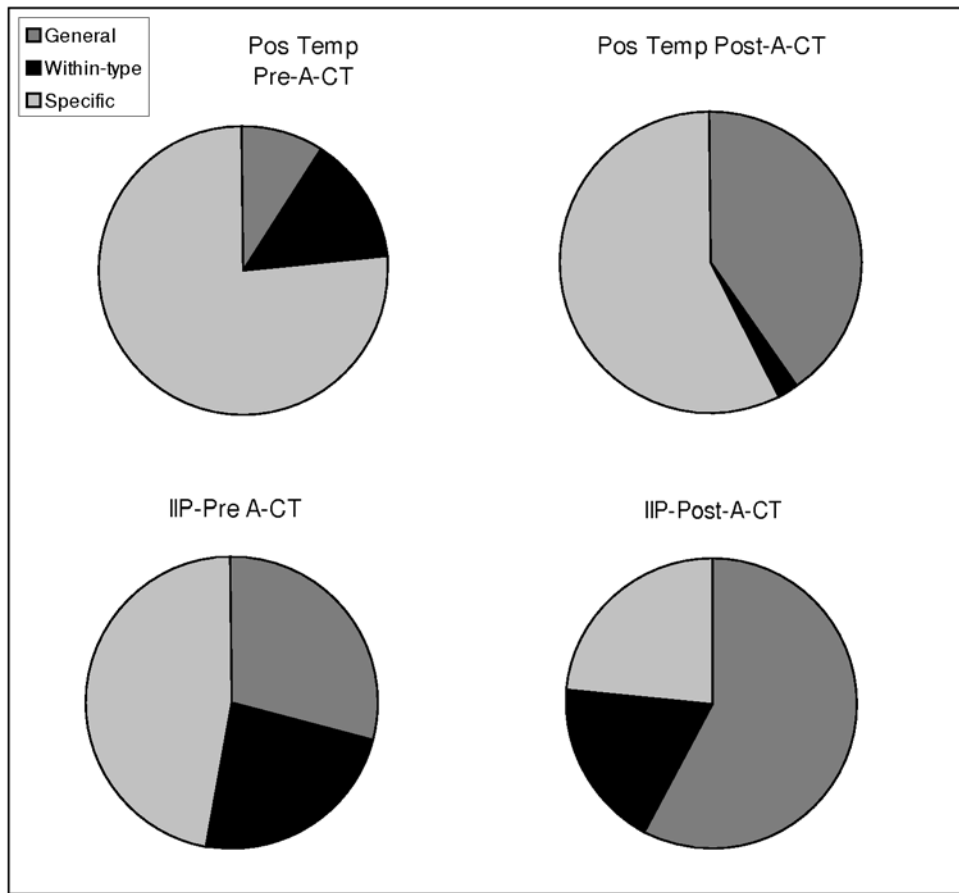 General
Within-type
Specific
Pos Temp
Pre-A-CT
Pos Temp Post-A-CT
IIP-Pre A-CT
IIP-Post-A-CT